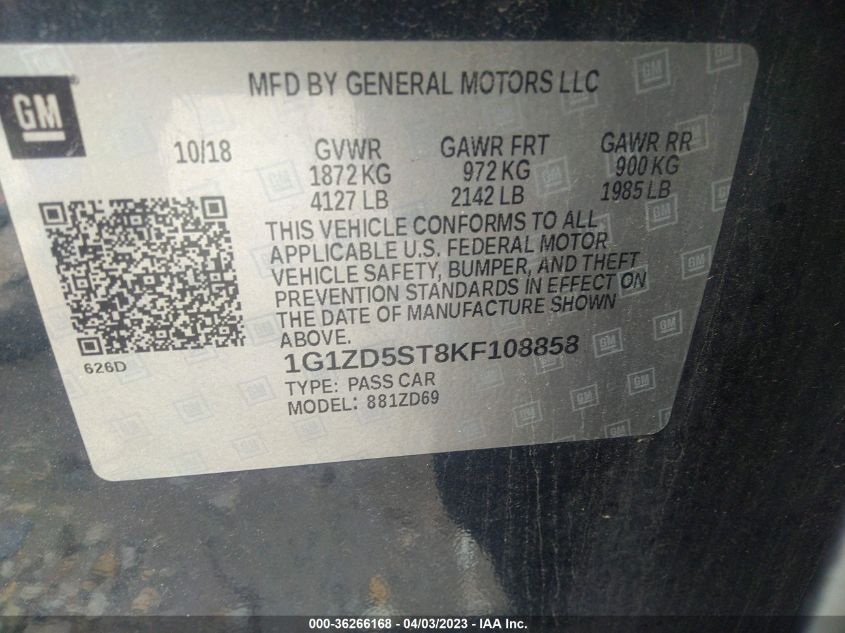 MFD BY GENERAL MOTORS LLC
GM
10/18 GVWR GAWR FRT GAWR RR
1872 KG 972 KG 900 KG
4127 LB 2142 LB 1985 LB
THIS VEHICLE CONFORMS TO ALL
APPLICABLE U.S. FEDERAL MOTOR
VEHICLE SAFETY, BUMPER, AND THEFT
PREVENTION STANDARDS IN EFFECT ON
THE DATE OF MANUFACTURE SHOWN
ABOVE.
626D
1G1ZD5ST8KF108858
TYPE: PASS CAR
MODEL: 881ZD69
000-36266168 - 04/03/2023 - IAA Inc.